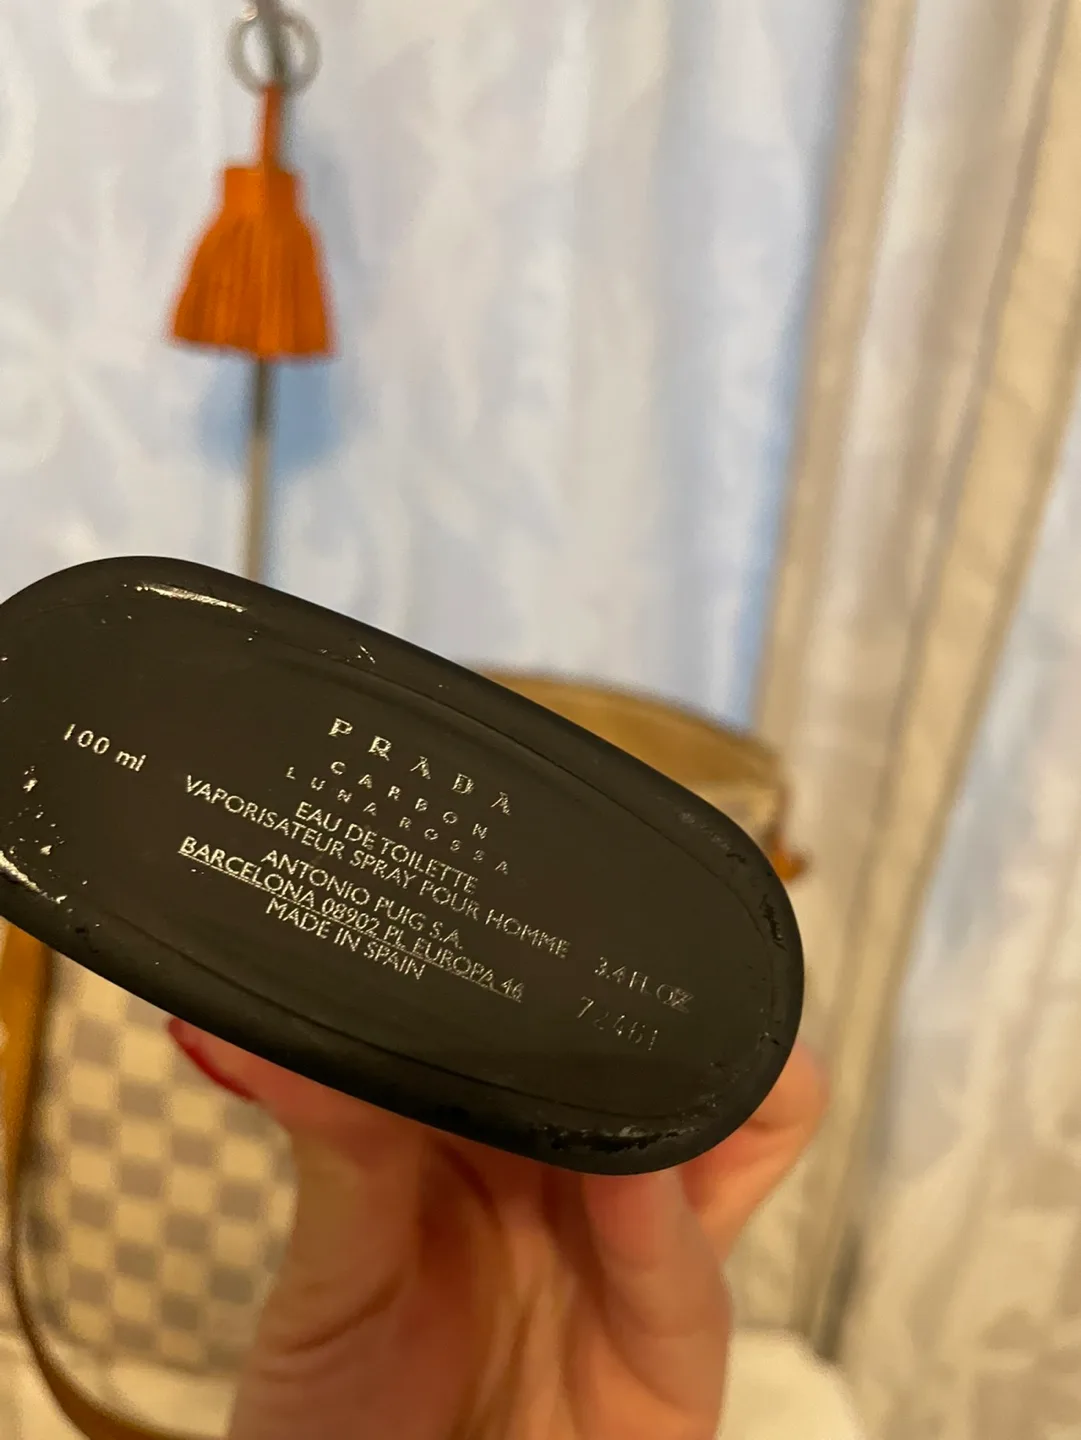 PRADA
CARBON
LUNA ROSSA
EAU DE TOILETTE
100 ml VAPORISATEUR SPRAY POUR HOMME 3.4 FL OZ
ANTONIO PUIG S.A.
BARCELONA 08902 PL. EUROPA 46
MADE IN SPAIN